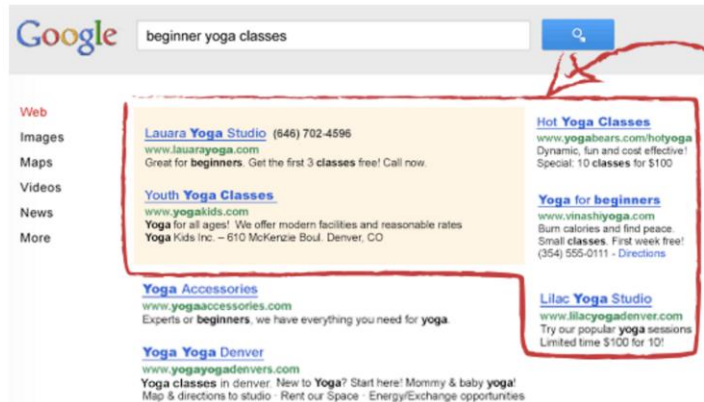 Google
beginner yoga classes
Web
Images
Maps
Videos
News
More
Lauara Yoga Studio (646) 702-4596
www.lauarayoga.com
Great for beginners. Get the first 3 classes free! Call now.
Youth Yoga Classes
www.yogakids.com
Yoga for all ages! We offer modern facilities and reasonable rates
Yoga Kids Inc. – 610 McKenzie Boul. Denver, CO
Yoga Accessories
www.yogaaccessories.com
Experts or beginners, we have everything you need for yoga.
Yoga Yoga Denver
www.yogayogadenvers.com
Yoga classes in denver. New to Yoga? Start here! Mommy & baby yoga!
Map & directions to studio · Rent our Space · Energy/Exchange opportunities
Hot Yoga Classes
www.yogabears.com/hotyoga
Dynamic, fun and cost effective!
Special: 10 classes for $100
Yoga for beginners
www.vinashiyoga.com
Burn calories and find peace.
Small classes. First week free!
(354) 555-0111 - Directions
Lilac Yoga Studio
www.lilacyogadenver.com
Try our popular yoga sessions
Limited time $100 for 10!